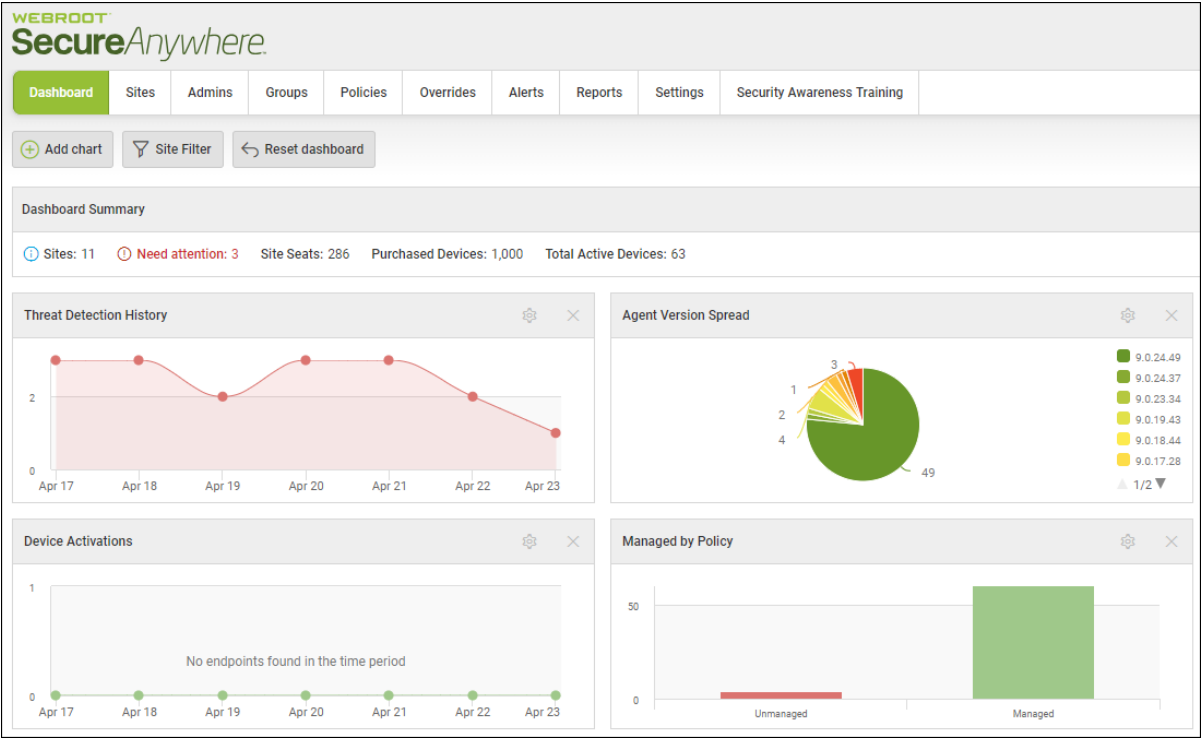 WEBROOT
SecureAnywhere.
Dashboard Sites Admins Groups Policies Overrides Alerts Reports Settings Security Awareness Training
Add chart Site Filter Reset dashboard
Dashboard Summary
Sites: 11 Need attention: 3 Site Seats: 286 Purchased Devices: 1,000 Total Active Devices: 63
Threat Detection History
2
0
Apr 17 Apr 18 Apr 19 Apr 20 Apr 21 Apr 22 Apr 23
Agent Version Spread
3
1
2
4
49
9.0.24.49
9.0.24.37
9.0.23.34
9.0.19.43
9.0.18.44
9.0.17.28
1/2
Device Activations
1
No endpoints found in the time period
0
Apr 17 Apr 18 Apr 19 Apr 20 Apr 21 Apr 22 Apr 23
Managed by Policy
50
0
Unmanaged Managed